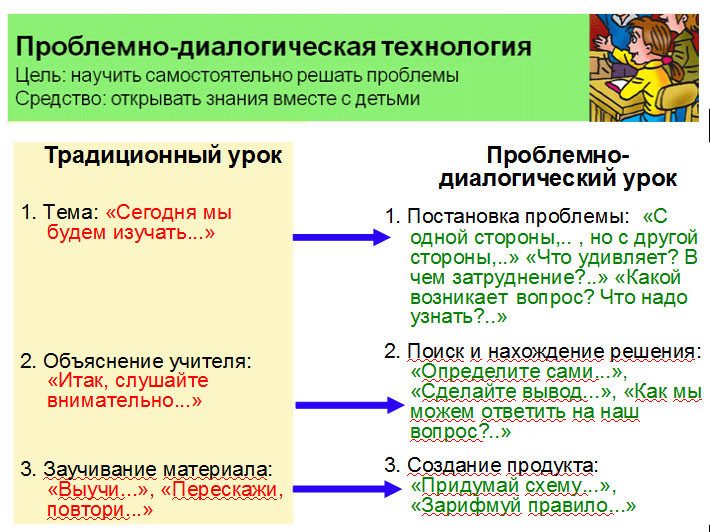 Проблемно-диалогическая технология
Цель: научить самостоятельно решать проблемы
Средство: открывать знания вместе с детьми
Традиционный урок
1. Тема: «Сегодня мы
будем изучать...»
2. Объяснение учителя:
«Итак, слушайте
внимательно...»
3. Заучивание материала:
«Выучи...», «Перескажи,
повтори...»
Проблемно-
диалогический урок
1. Постановка проблемы: «С
одной стороны,.. , но с другой
стороны,..» «Что удивляет? В
чем затруднение?..» «Какой
возникает вопрос? Что надо
узнать?..»
2. Поиск и нахождение решения:
«Определите сами...»,
«Сделайте вывод...», «Как мы
можем ответить на наш
вопрос?..»
3. Создание продукта:
«Придумай схему...»,
«Зарифмуй правило...»